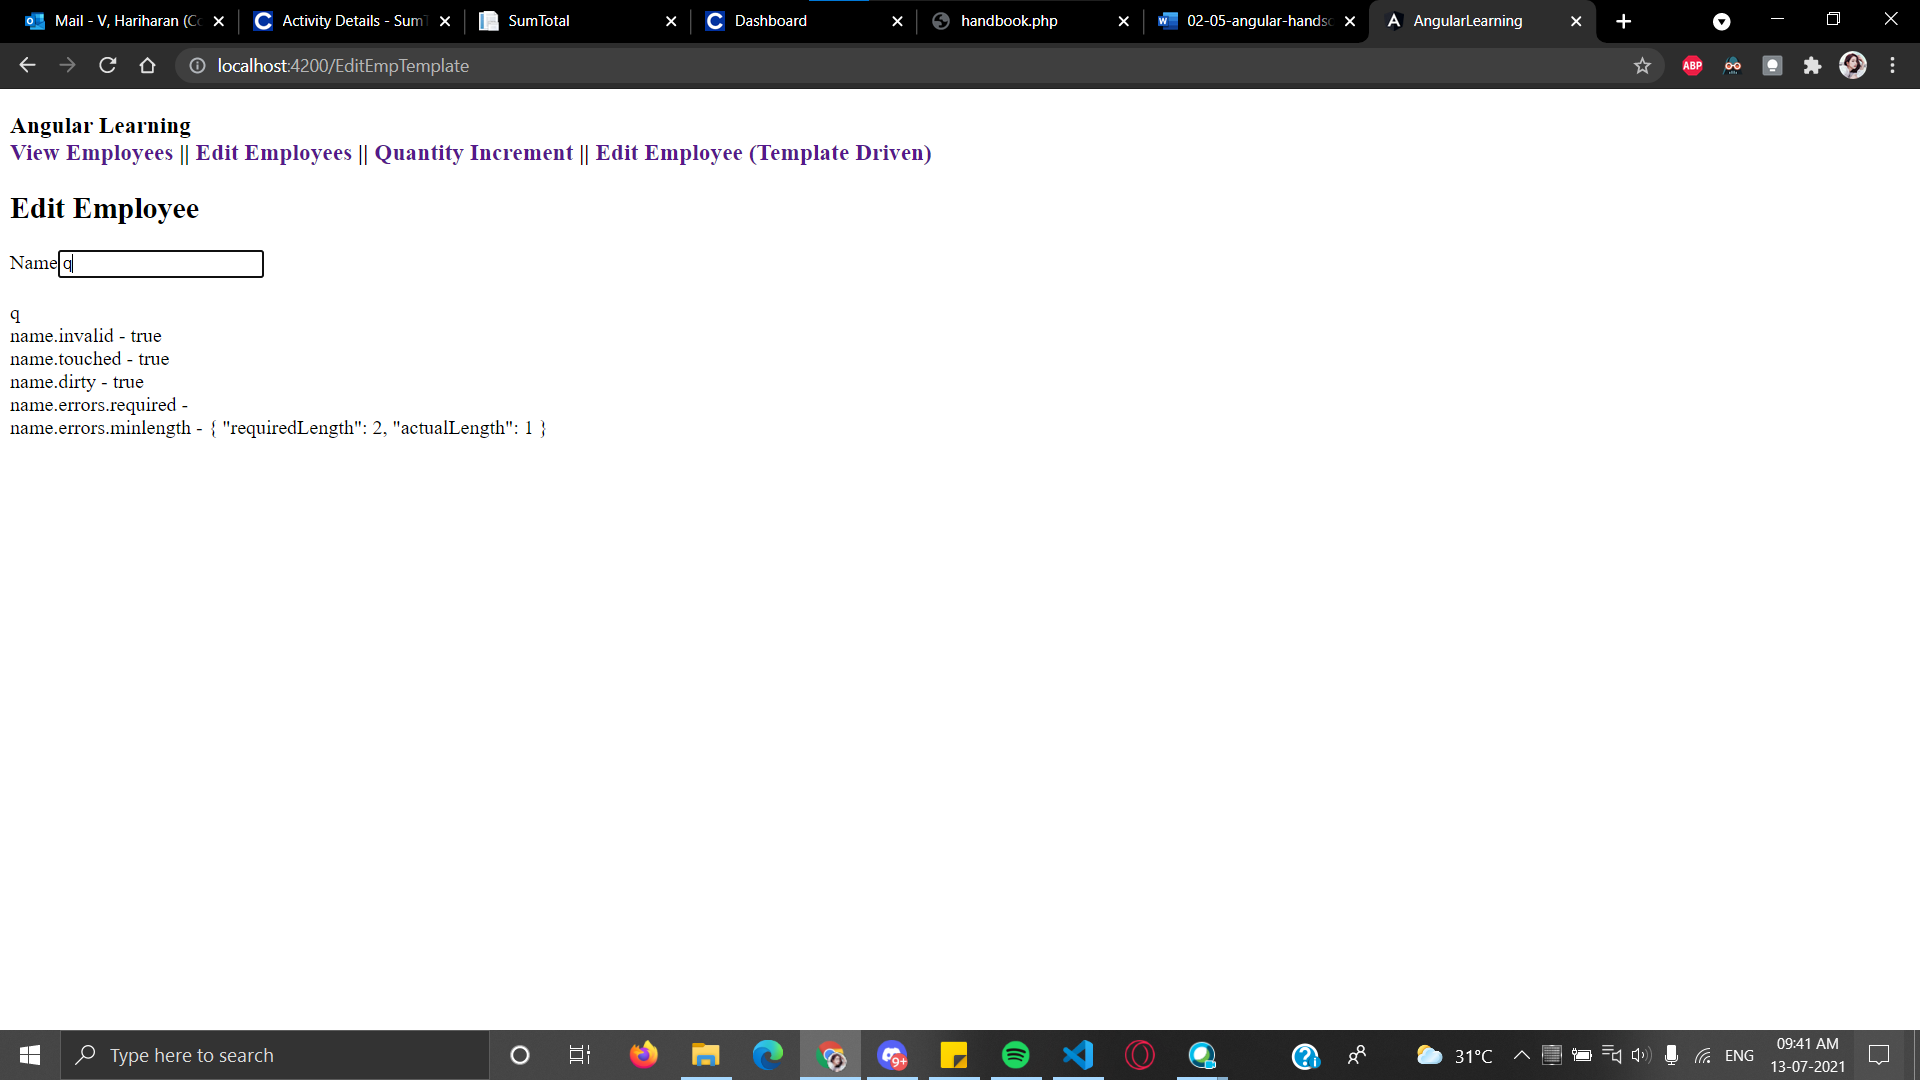 Mail - V, Hariharan (Co
Activity Details - SumT
SumTotal
Dashboard
handbook.php
02-05-angular-handso
AngularLearning
localhost:4200/EditEmpTemplate
ABP
Angular Learning
View Employees || Edit Employees || Quantity Increment || Edit Employee (Template Driven)
Edit Employee
Name q
q
name.invalid - true
name.touched - true
name.dirty - true
name.errors.required -
name.errors.minlength - { "requiredLength": 2, "actualLength": 1 }
Type here to search
9+
31°C
ENG
09:41 AM
13-07-2021